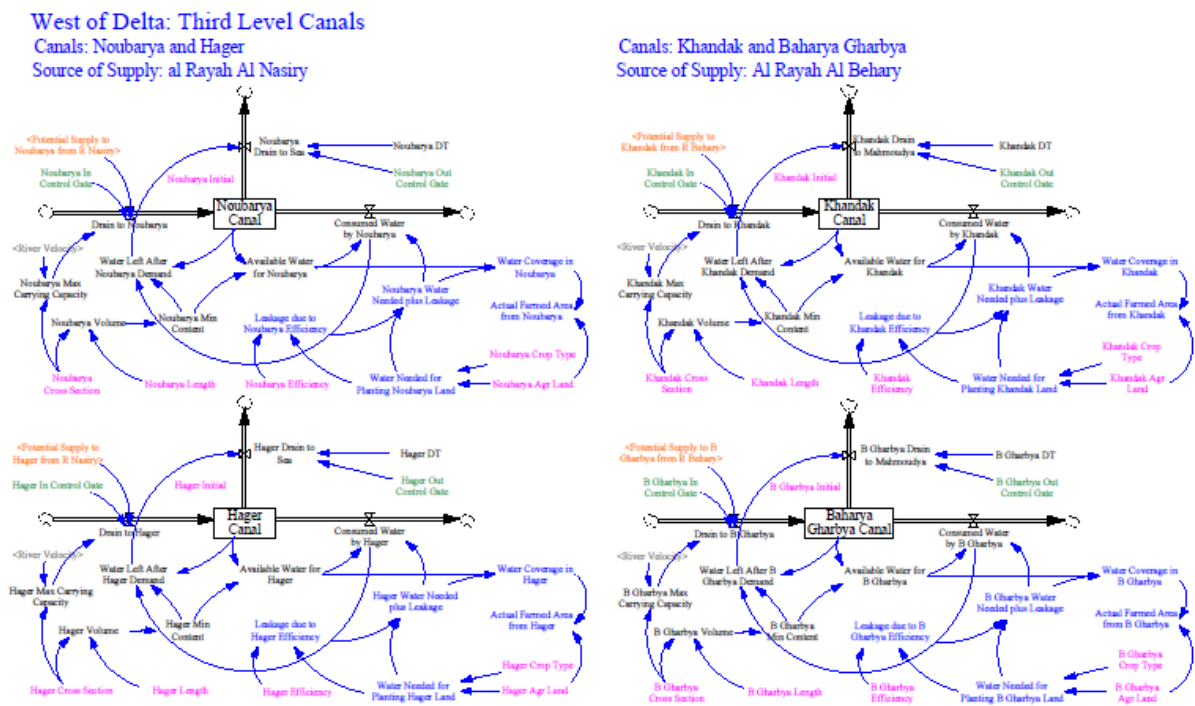 West of Delta: Third Level Canals
Canals: Noubarya and Hager
Source of Supply: al Rayah Al Nasiry
Canals: Khandak and Baharya Gharbya
Source of Supply: Al Rayah Al Behary
<Potential Supply to
Noubarya from R Nasiry>
Noubarya
Drain to Sea
Noubarya DT
Noubarya In
Control Gate
Noubarya Initial
Noubarya Out
Control Gate
Noubarya
Canal
Drain to Noubarya
Consumed Water
by Noubarya
<River Velocity>
Water Left After
Noubarya Demand
Available Water
for Noubarya
Water Coverage in
Noubarya
Noubarya Max
Carrying Capacity
Noubarya Water
Needed plus Leakage
Noubarya Volume
Noubarya Min
Content
Leakage due to
Noubarya Efficiency
Actual Farmed Area
from Noubarya
Noubarya Crop
Type
Noubarya
Cross Section
Noubarya Length
Noubarya Efficiency
Water Needed for
Planting Noubarya Land
Noubarya Agr Land
<Potential Supply to
Khandak from R Behary>
Khandak Drain
to Mahmoudya
Khandak DT
Khandak In
Control Gate
Khandak Initial
Khandak Out
Control Gate
Khandak
Canal
Drain to Khandak
Consumed Water
by Khandak
<River Velocity>
Water Left After
Khandak Demand
Available Water for
Khandak
Water Coverage in
Khandak
Khandak Max
Carrying Capacity
Khandak Water
Needed plus Leakage
Khandak Volume
Khandak Min
Content
Leakage due to
Khandak Efficiency
Actual Farmed Area
from Khandak
Khandak Crop
Type
Khandak Cross
Section
Khandak Length
Khandak
Efficiency
Water Needed for
Planting Khandak Land
Khandak Agr
Land
<Potential Supply to
Hager from R Nasiry>
Hager Drain to
Sea
Hager DT
Hager In Control Gate
Hager Initial
Hager Out
Control Gate
Hager
Canal
Drain to Hager
Consumed Water
by Hager
<River Velocity>
Water Left After
Hager Demand
Available Water for
Hager
Water Coverage in
Hager
Hager Max Carrying
Capacity
Hager Water Needed
plus Leakage
Hager Volume
Hager Min
Content
Leakage due to
Hager Efficiency
Actual Farmed Area
from Hager
Hager Crop Type
Hager Cross Section
Hager Length
Hager Efficiency
Water Needed for
Planting Hager Land
Hager Agr Land
<Potential Supply to B
Gharbya from R Behary>
B Gharbya Drain
to Mahmoudya
B Gharbya DT
B Gharbya In
Control Gate
B Gharbya Initial
B Gharbya Out
Control Gate
Baharya
Gharbya Canal
Drain to B Gharbya
Consumed Water
by B Gharbya
<River Velocity>
Water Left After B
Gharbya Demand
Available Water for
B Gharbya
Water Coverage in
B Gharbya
B Gharbya Max
Carrying Capacity
B Gharbya Water
Needed plus Leakage
B Gharbya Volume
B Gharbya
Min Content
Leakage due to B
Gharbya Efficiency
Actual Farmed Area
from B Gharbya
B Gharbya
Crop Type
B Gharbya
Cross Section
B Gharbya Length
B Gharbya
Efficiency
Water Needed for
Planting B Gharbya Land
B Gharbya
Agr Land